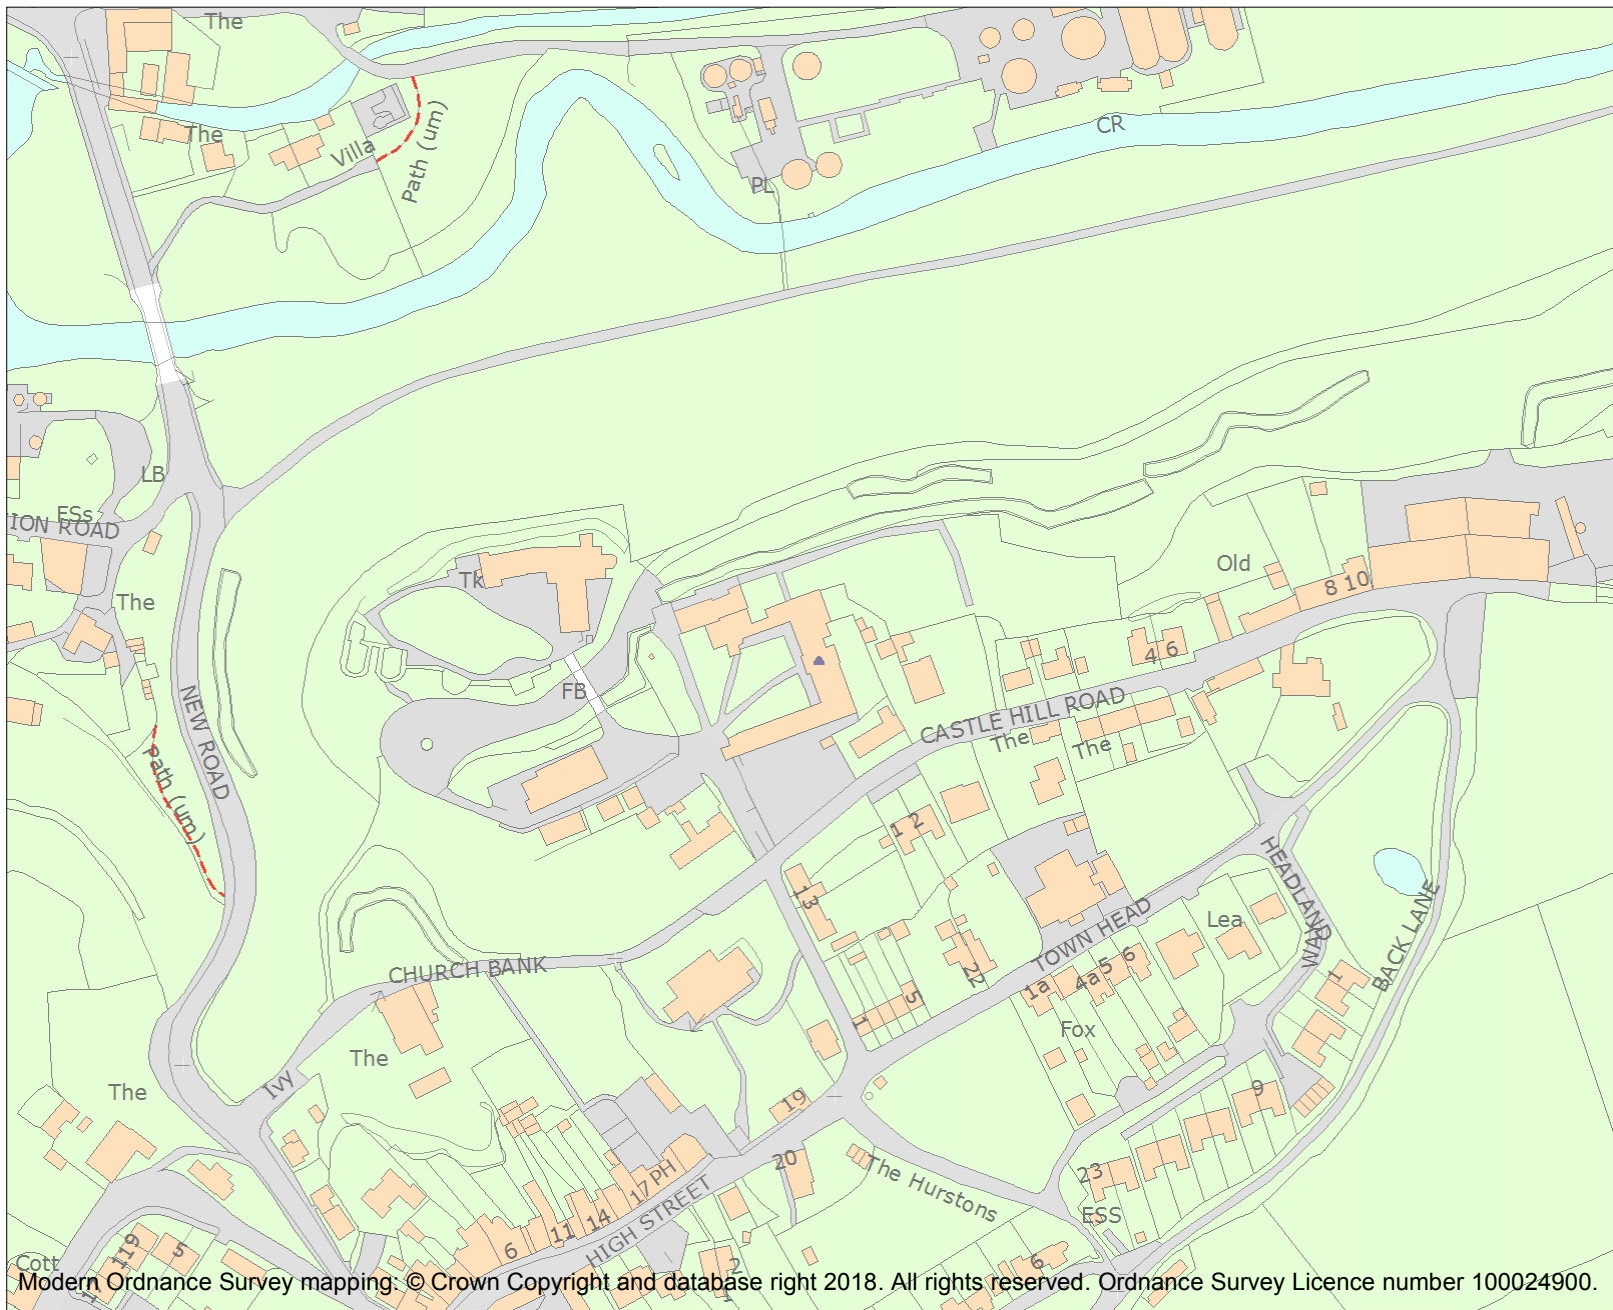 The
The
Villa
Path (um)
CR
PL
LB
FSs
ION ROAD
The
Tk
FB
NEW ROAD
Path (um)
Old
8 10
4 6
CASTLE HILL ROAD
The
The
1 2
13
HEADLAND
WAY
BACK LANE
TOWN HEAD
Lea
22
1a
4a
5
6
1
5
1
Fox
CHURCH BANK
The
Ivy
The
19
20
9
23
The Hurstons
ESS
17
PH
HIGH STREET
14
11
6
6
2
119
5
Cott
Modern Ordnance Survey mapping: © Crown Copyright and database right 2018. All rights reserved. Ordnance Survey Licence number 100024900.